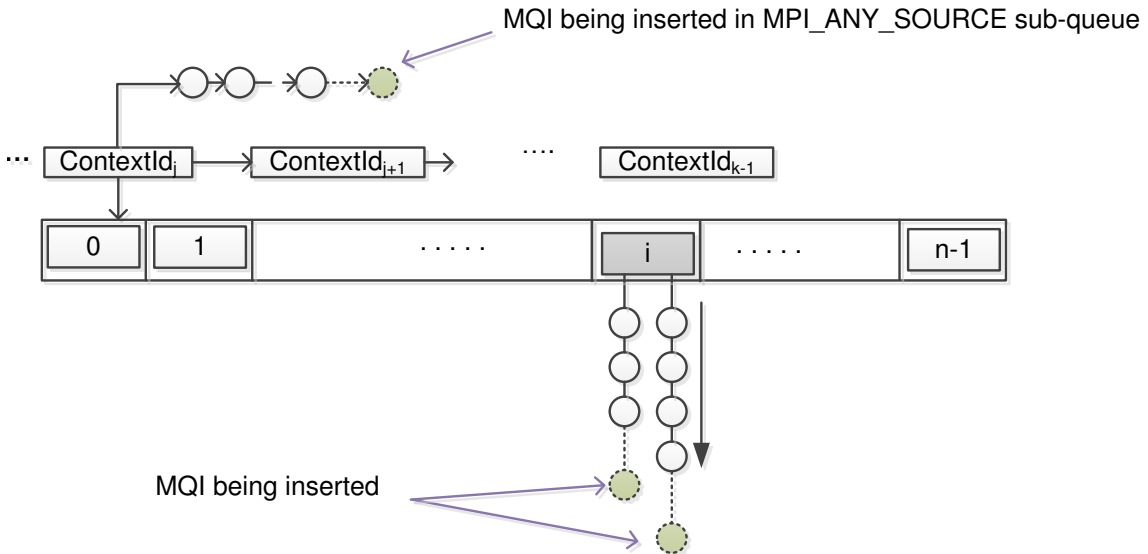 MQI being inserted in MPI_ANY_SOURCE sub-queue
... ContextIdj ContextIdj+1 .... ContextIdk-1
0 1 ..... i ..... n-1
MQI being inserted